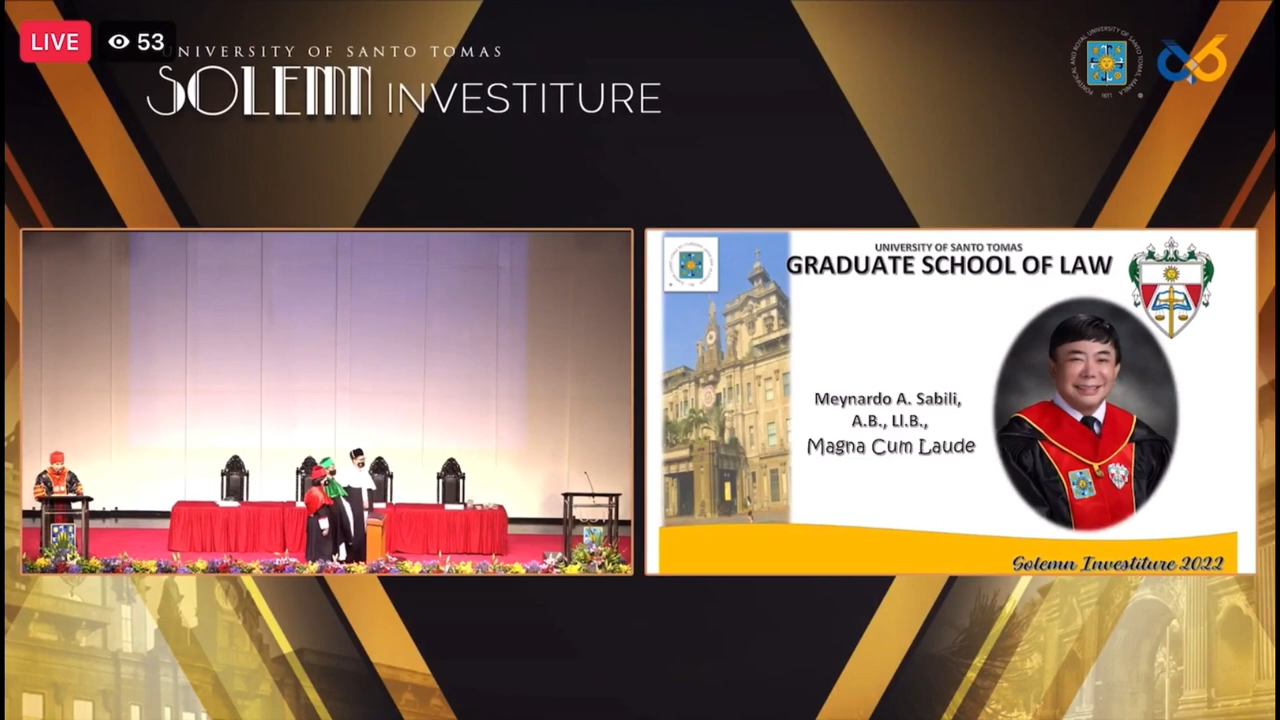 LIVE
53
UNIVERSITY OF SANTO TOMAS
SOLEMN INVESTITURE
UNIVERSITY OF SANTO TOMAS
GRADUATE SCHOOL OF LAW
Meynardo A. Sabili,
A.B., Ll.B.,
Magna Cum Laude
Solemn Investiture 2022